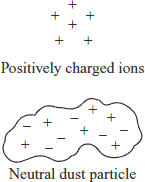 +
+ +
+ +
Positively charged ions
+ − + +
− − +
+ − + −
Neutral dust particle